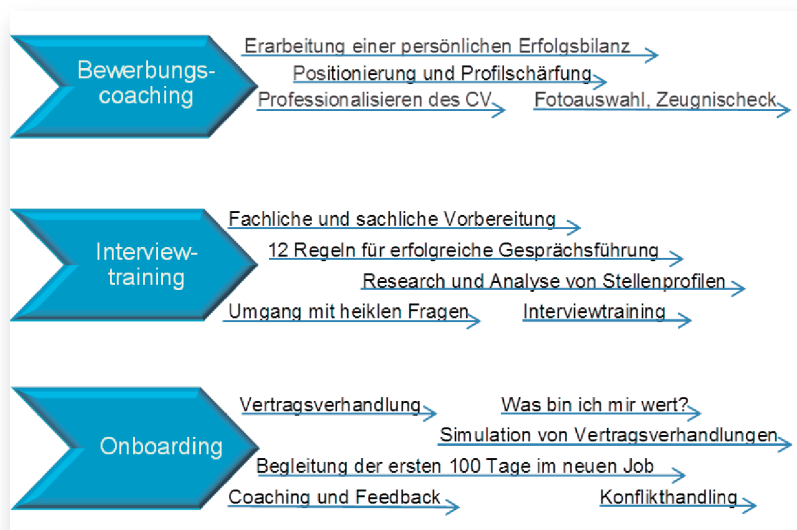 Bewerbungs-
coaching
Erarbeitung einer persönlichen Erfolgsbilanz
Positionierung und Profilschärfung
Professionalisieren des CV
Fotoauswahl, Zeugnischeck
Interview-
training
Fachliche und sachliche Vorbereitung
12 Regeln für erfolgreiche Gesprächsführung
Research und Analyse von Stellenprofilen
Umgang mit heiklen Fragen
Interviewtraining
Onboarding
Vertragsverhandlung
Was bin ich mir wert?
Simulation von Vertragsverhandlungen
Begleitung der ersten 100 Tage im neuen Job
Coaching und Feedback
Konflikthandling